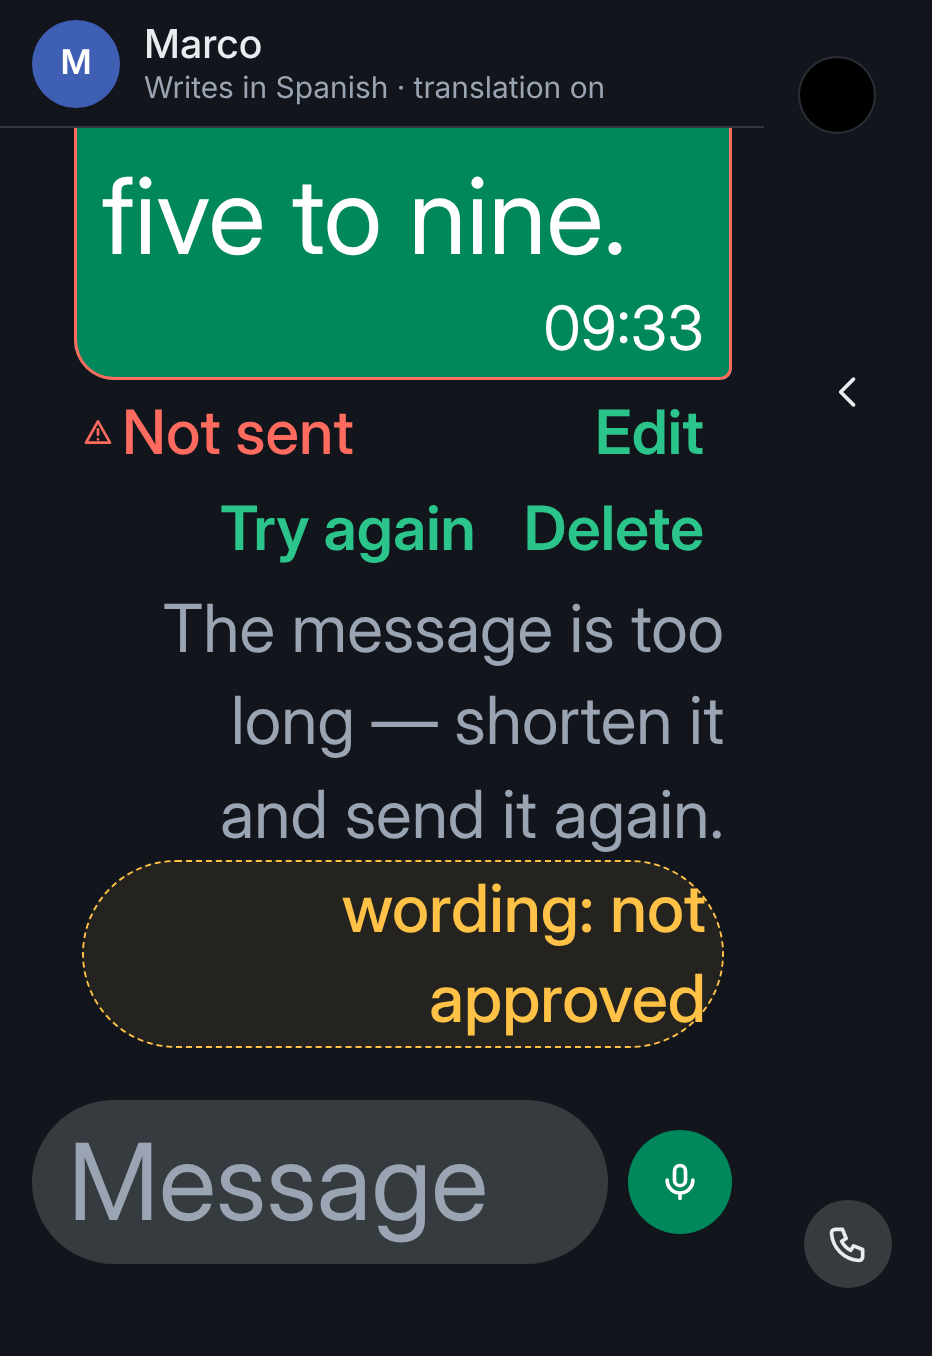 M
Marco
Writes in Spanish · translation on
five to nine.
09:33
Not sent Edit
Try again Delete
The message is too
long — shorten it
and send it again.
wording: not
approved
Message